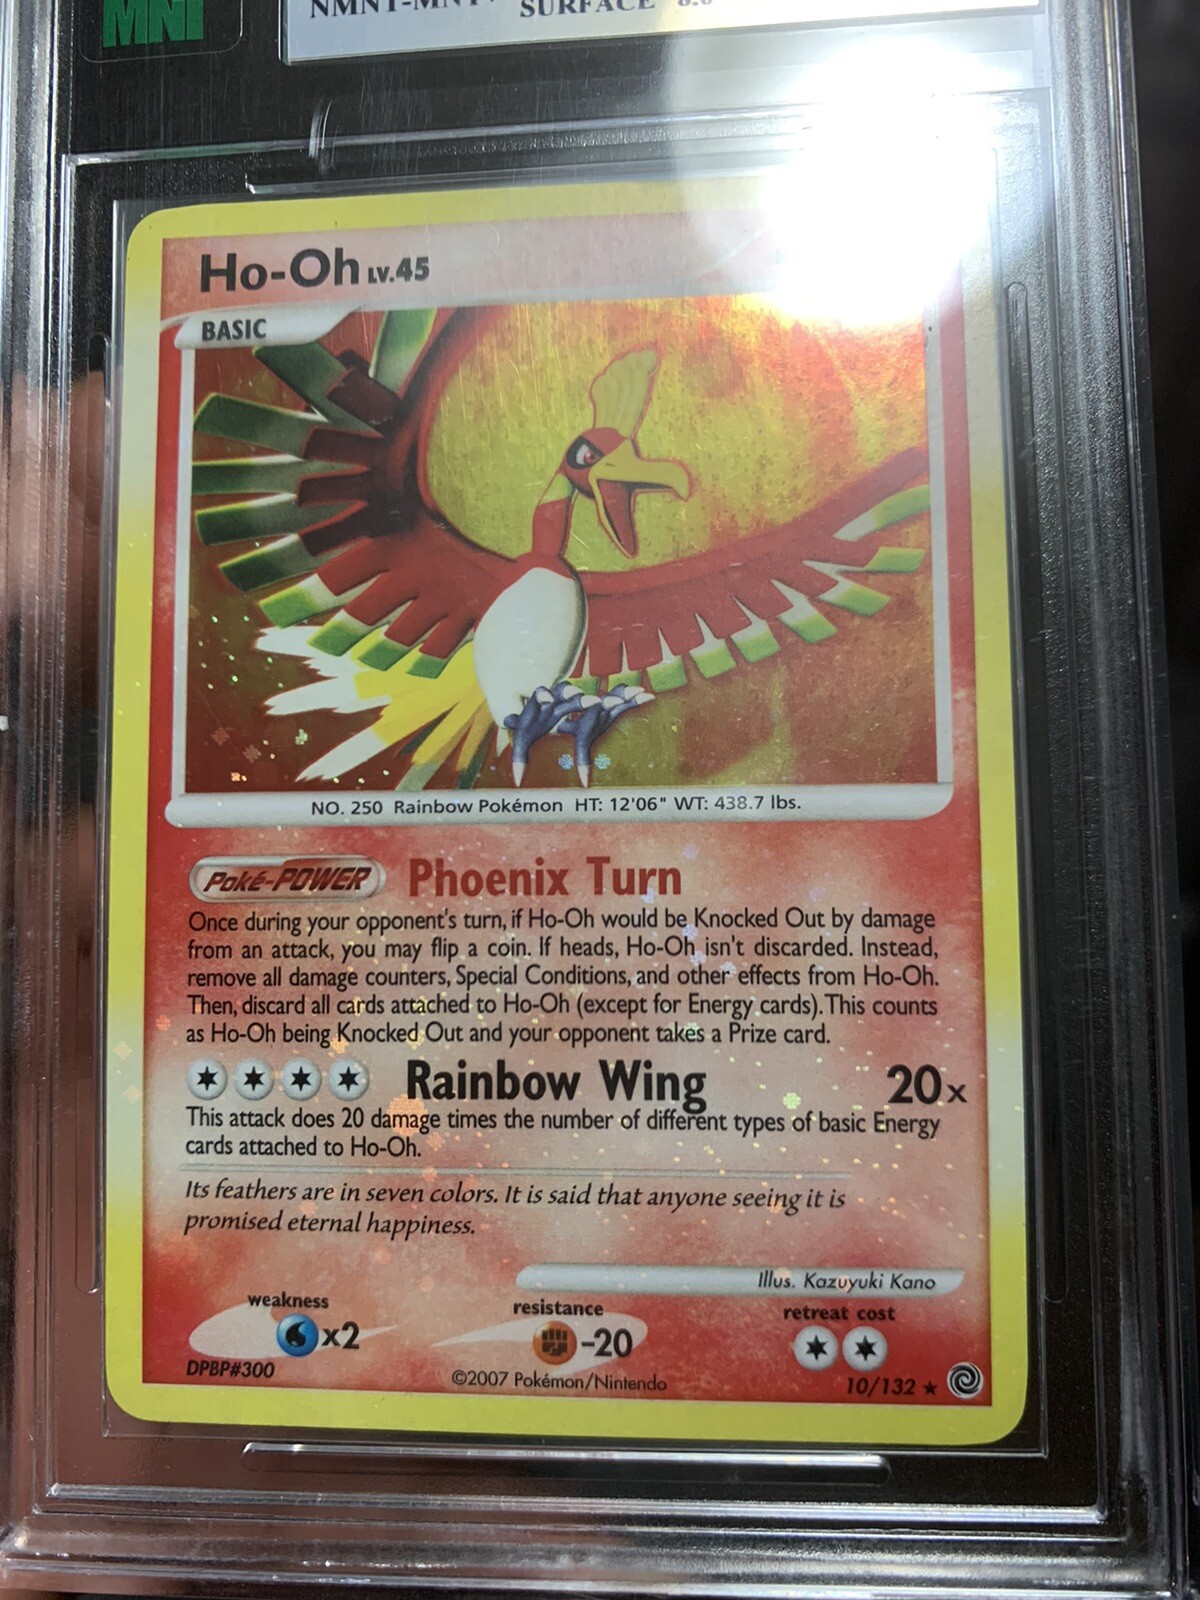 MNT
NMNT-MNT
SURFACE 8.0
Ho-Oh LV.45
BASIC
NO. 250 Rainbow Pokémon HT: 12'06" WT: 438.7 lbs.
Poké-POWER Phoenix Turn
Once during your opponent's turn, if Ho-Oh would be Knocked Out by damage
from an attack, you may flip a coin. If heads, Ho-Oh isn't discarded. Instead,
remove all damage counters, Special Conditions, and other effects from Ho-Oh.
Then, discard all cards attached to Ho-Oh (except for Energy cards). This counts
as Ho-Oh being Knocked Out and your opponent takes a Prize card.
Rainbow Wing 20x
This attack does 20 damage times the number of different types of basic Energy
cards attached to Ho-Oh.
Its feathers are in seven colors. It is said that anyone seeing it is
promised eternal happiness.
Illus. Kazuyuki Kano
weakness resistance retreat cost
x2 -20
DPBP#300 ©2007 Pokémon/Nintendo 10/132 ★